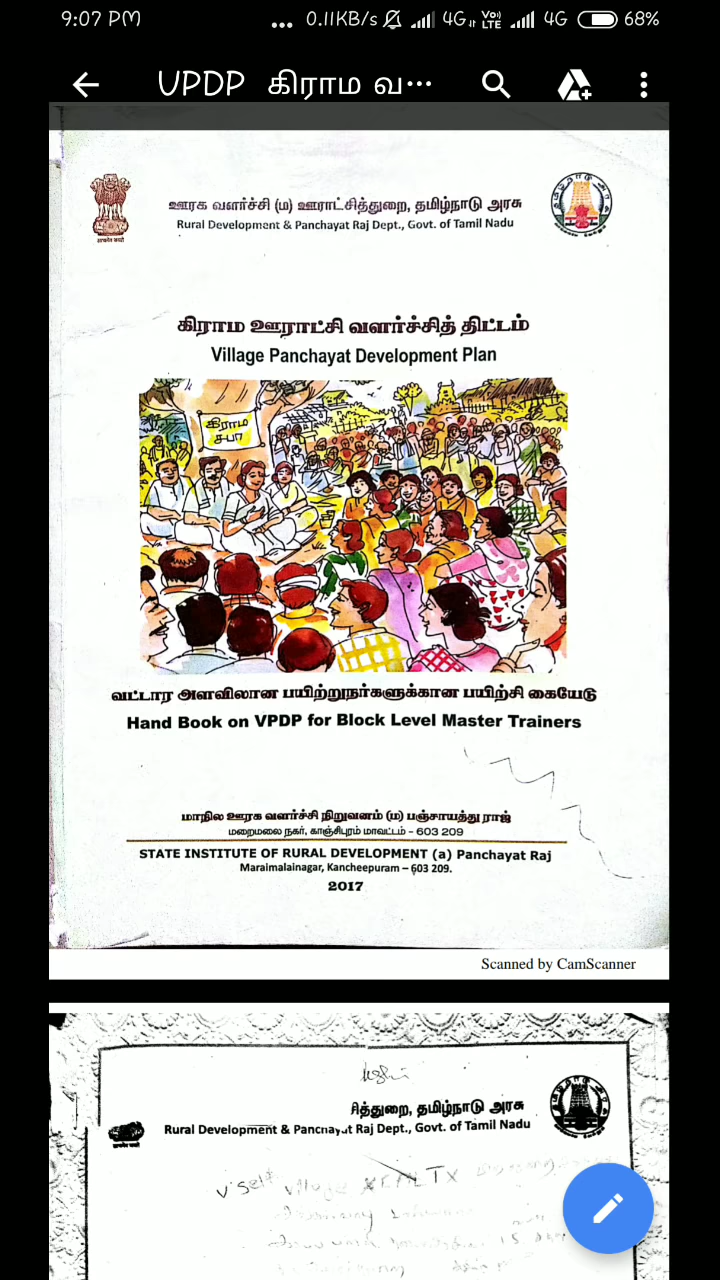 9:07 PM ... 0.11KB/s 4G VoLTE 4G 68%
UPDP கிராம வ...
ஊரக வளர்ச்சி (ம) ஊராட்சித்துறை, தமிழ்நாடு அரசு
Rural Development & Panchayat Raj Dept., Govt. of Tamil Nadu
கிராம ஊராட்சி வளர்ச்சித் திட்டம்
Village Panchayat Development Plan
கிராம
சபா
வட்டார அளவிலான பயிற்றுநர்களுக்கான பயிற்சி கையேடு
Hand Book on VPDP for Block Level Master Trainers
மாநில ஊரக வளர்ச்சி நிறுவனம் (ம) பஞ்சாயத்து ராஜ்
மறைமலை நகர், காஞ்சிபுரம் மாவட்டம் - 603 209
STATE INSTITUTE OF RURAL DEVELOPMENT (a) Panchayat Raj
Maraimalainagar, Kancheepuram – 603 209.
2017
Scanned by CamScanner
சித்துறை, தமிழ்நாடு அரசு
Rural Development & Panchayat Raj Dept., Govt. of Tamil Nadu
village